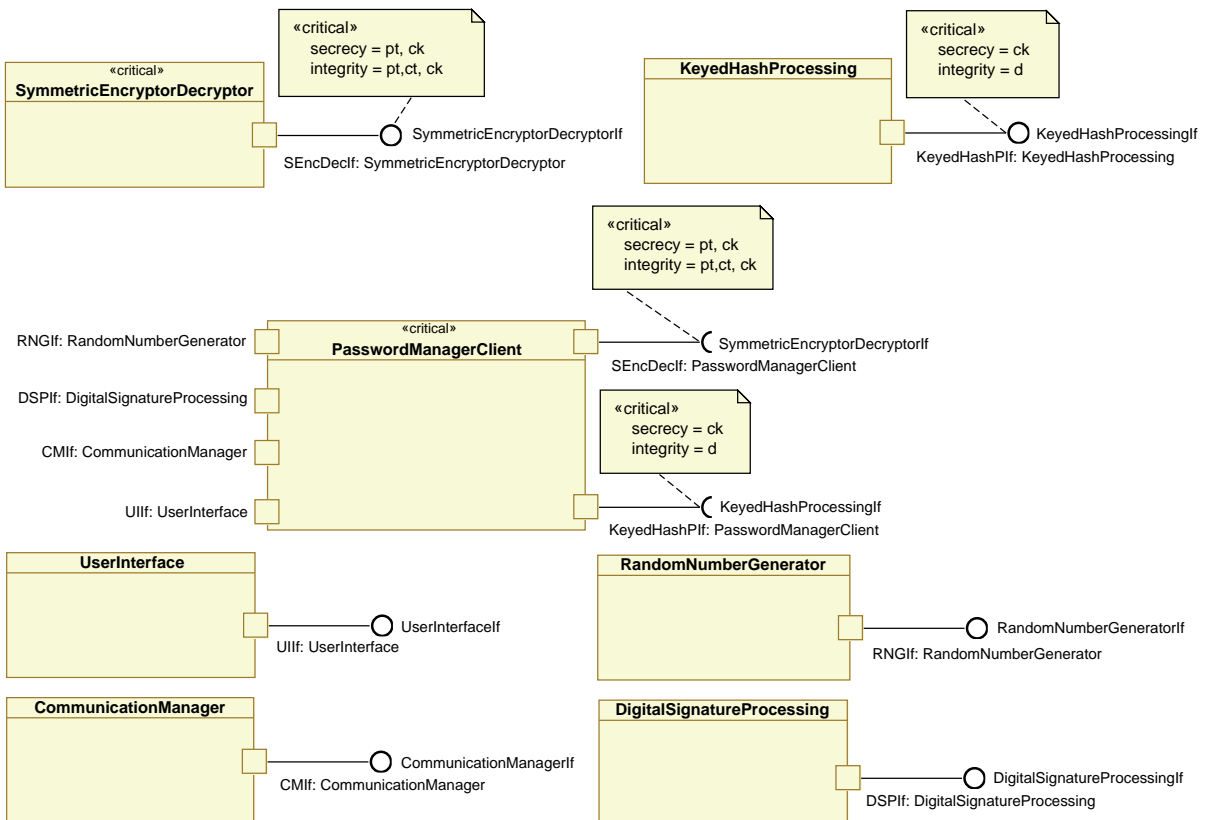 «critical»
secrecy = pt, ck
integrity = pt,ct, ck
«critical»
SymmetricEncryptorDecryptor
SymmetricEncryptorDecryptorIf
SEncDecIf: SymmetricEncryptorDecryptor
«critical»
secrecy = ck
integrity = d
KeyedHashProcessing
KeyedHashProcessingIf
KeyedHashPIf: KeyedHashProcessing
«critical»
secrecy = pt, ck
integrity = pt,ct, ck
«critical»
PasswordManagerClient
RNGIf: RandomNumberGenerator
DSPIf: DigitalSignatureProcessing
CMIf: CommunicationManager
UIIf: UserInterface
SymmetricEncryptorDecryptorIf
SEncDecIf: PasswordManagerClient
«critical»
secrecy = ck
integrity = d
KeyedHashProcessingIf
KeyedHashPIf: PasswordManagerClient
UserInterface
UserInterfaceIf
UIIf: UserInterface
RandomNumberGenerator
RandomNumberGeneratorIf
RNGIf: RandomNumberGenerator
CommunicationManager
CommunicationManagerIf
CMIf: CommunicationManager
DigitalSignatureProcessing
DigitalSignatureProcessingIf
DSPIf: DigitalSignatureProcessing